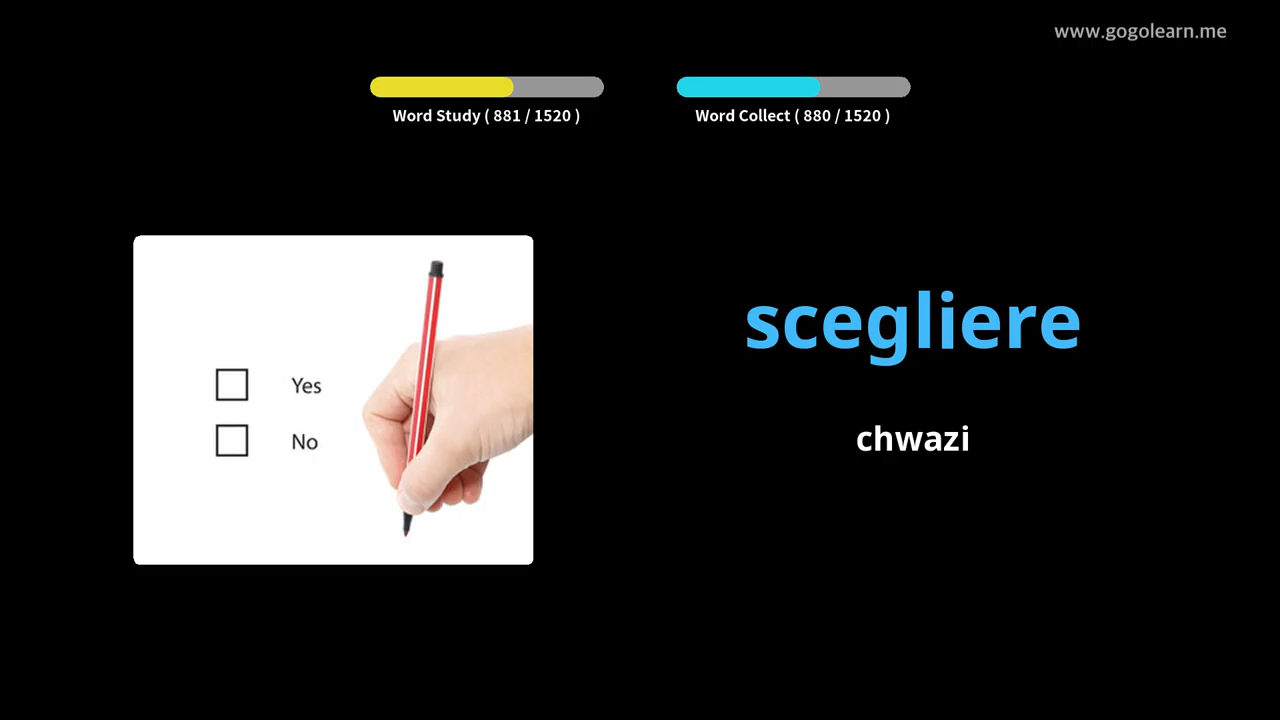 www.gogolearn.me
Word Study ( 881 / 1520 )
Word Collect ( 880 / 1520 )
Yes
No
scegliere
chwazi